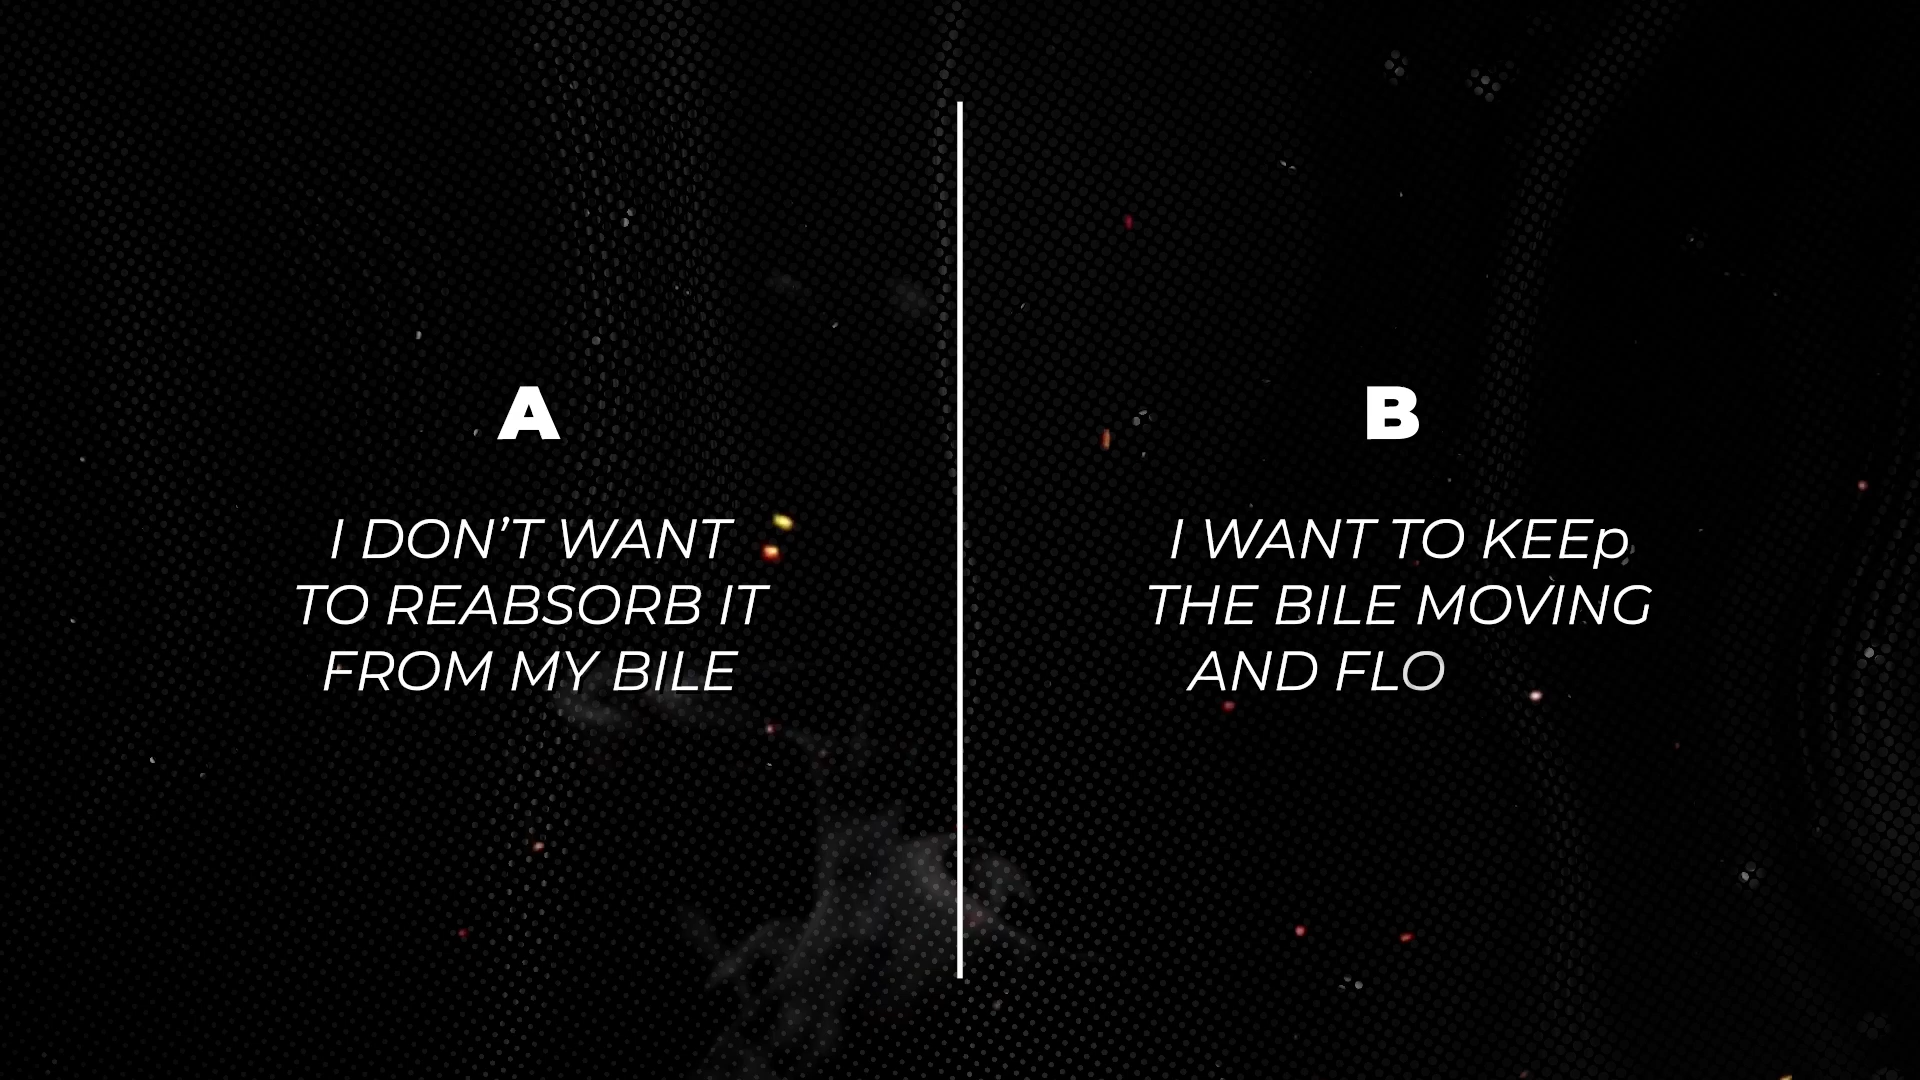 A
I DON’T WANT
TO REABSORB IT
FROM MY BILE
B
I WANT TO KEEp
THE BILE MOVING
AND FLO